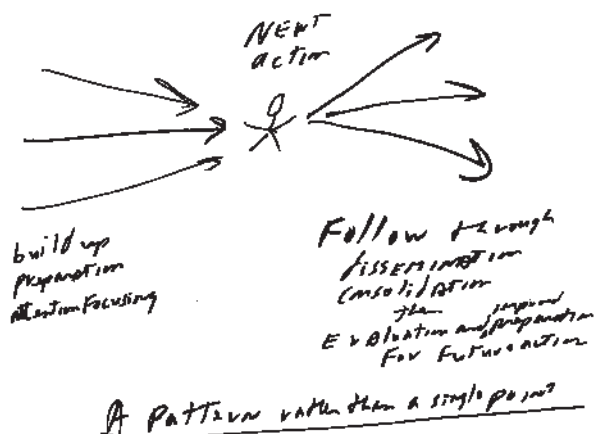 NEXT
action
build up
preparation
attention focusing
Follow through
dissemination
consolidation
then improved
Evaluation and preparation
For Future action
A pattern rather than a single point